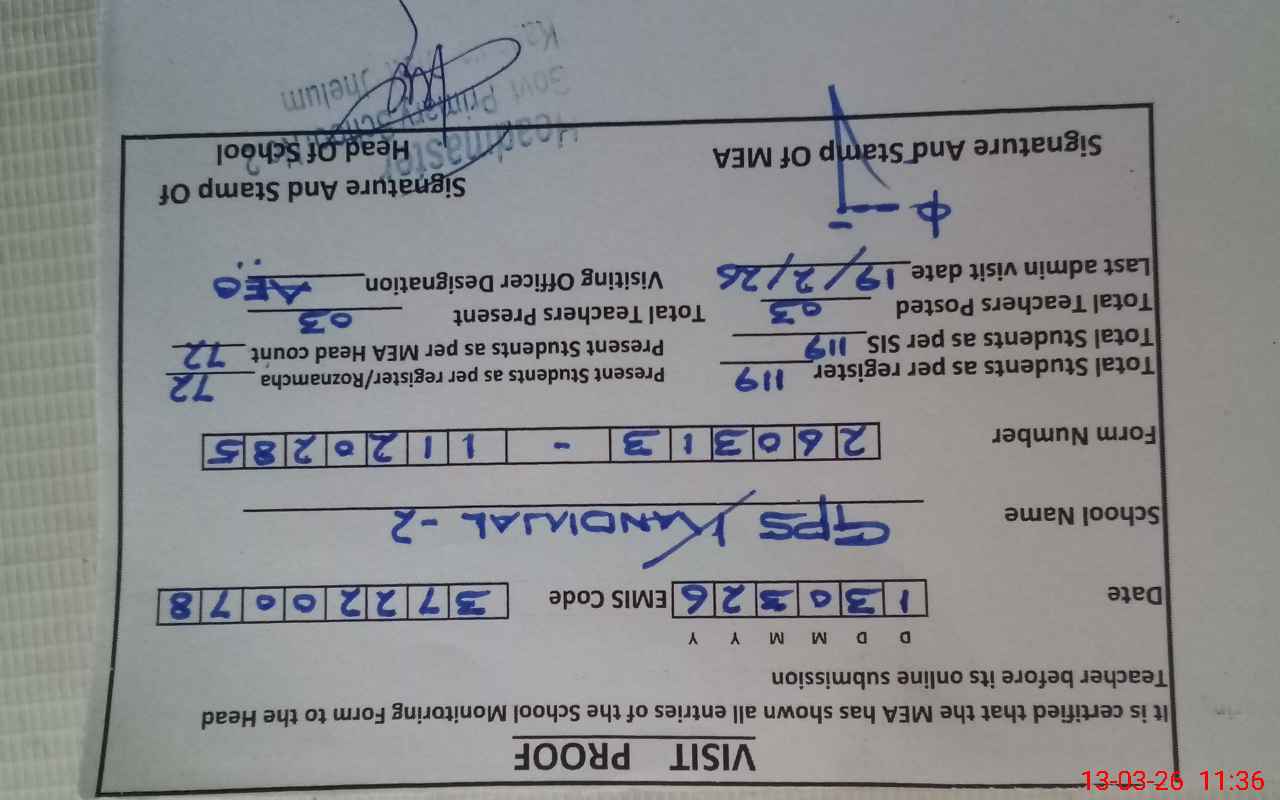 VISIT PROOF
It is certified that the MEA has shown all entries of the School Monitoring Form to the Head
Teacher before its online submission
D D M M Y Y
Date 1 3 0 3 2 6 EMIS Code 3 7 2 2 0 0 7 8
School Name GPS KANDWAL -2
Form Number 2 6 0 3 1 3 - 1 1 2 0 2 8 5
Total Students as per register 119 Present Students as per register/Roznamcha 72
Total Students as per SIS 119 Present Students as per MEA Head count 72
Total Teachers Posted 03 Total Teachers Present 03
Last admin visit date 19/2/26 Visiting Officer Designation AEO
Signature And Stamp Of MEA
Signature And Stamp Of
Head Of School
Headmaster
Govt Primary School
Jhelum
13-03-26 11:36